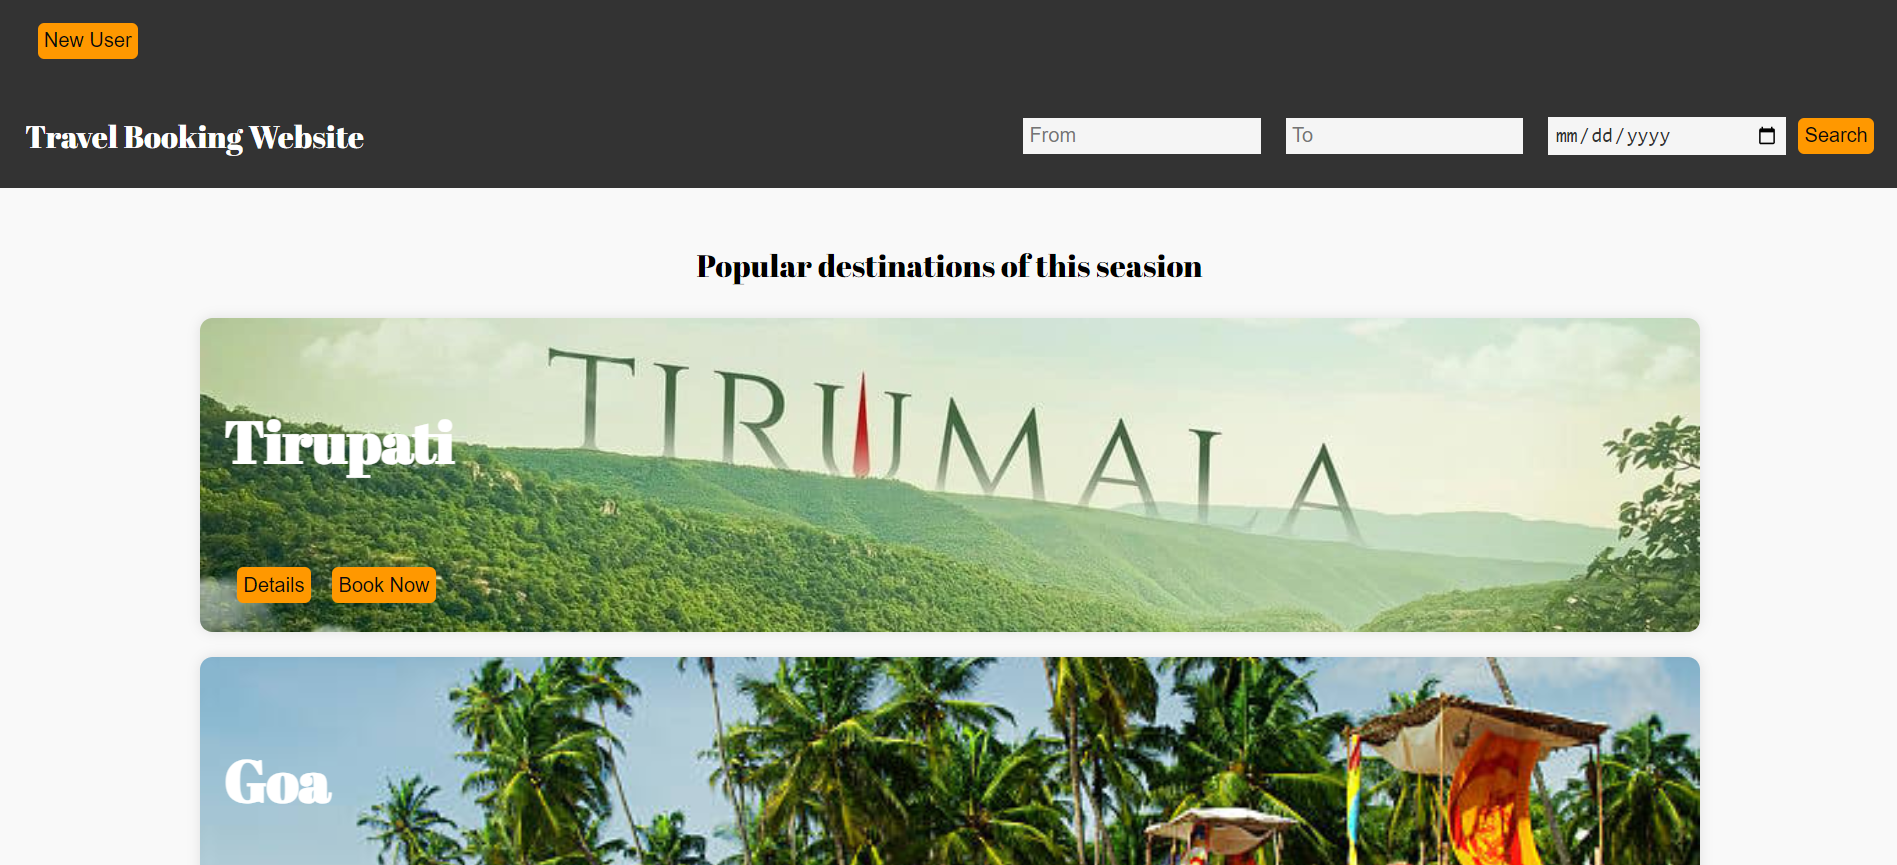 New User
Travel Booking Website
From To mm/dd/yyyy Search
Popular destinations of this seasion
TIRUMALA
Tirupati
Details Book Now
Goa